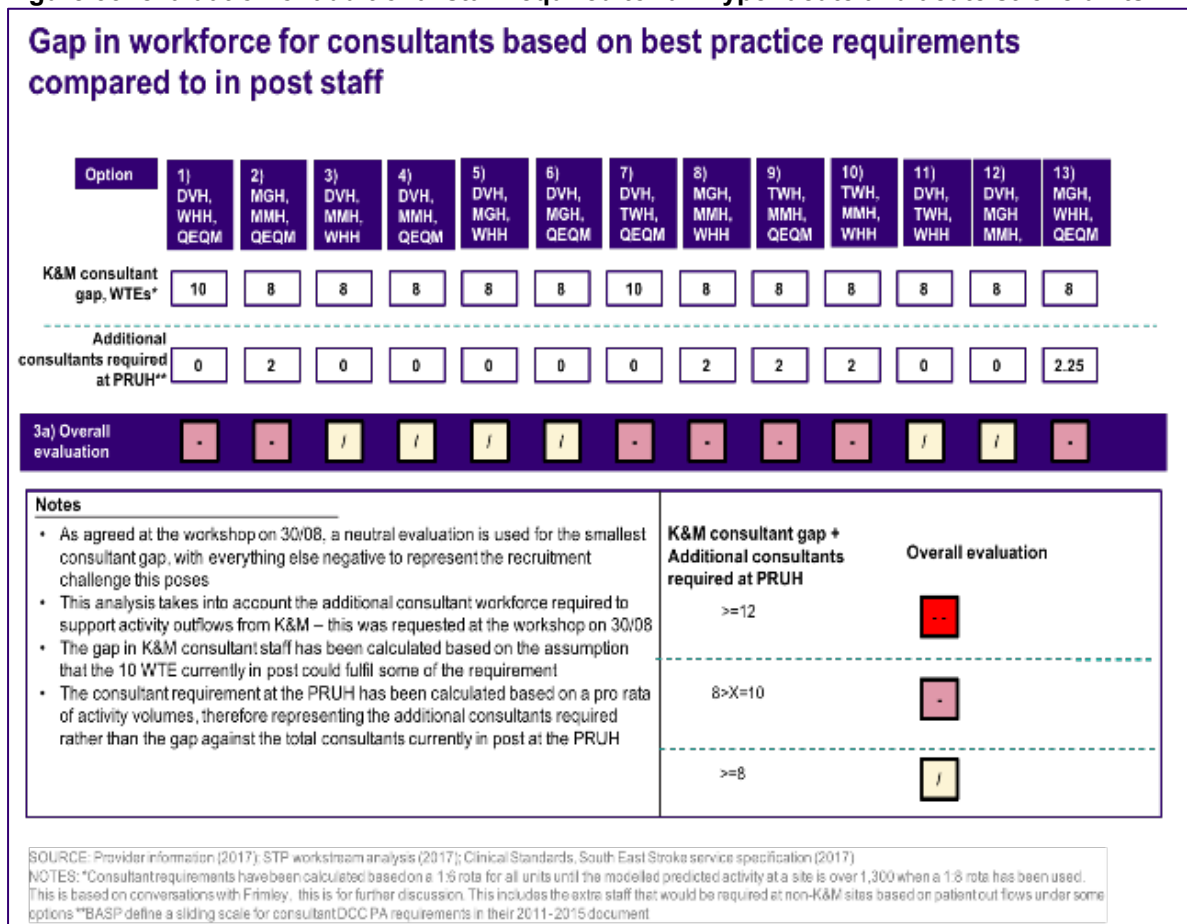 Gap in workforce for consultants based on best practice requirements
compared to in post staff
Option
1)
DVH,
WHH,
QEQM
2)
MGH,
MMH,
QEQM
3)
DVH,
MMH,
WHH
4)
DVH,
MMH,
QEQM
5)
DVH,
MGH,
WHH
6)
DVH,
MGH,
QEQM
7)
DVH,
TWH,
QEQM
8)
MGH,
MMH,
WHH
9)
TWH,
MMH,
QEQM
10)
TWH,
MMH,
WHH
11)
DVH,
TWH,
WHH
12)
DVH,
MGH
MMH,
13)
MGH,
WHH,
QEQM
K&M consultant
gap, WTEs*
10 8 8 8 8 8 10 8 8 8 8 8 8
Additional
consultants required
at PRUH**
0 2 0 0 0 0 0 2 2 2 0 0 2.25
3a) Overall
evaluation
- - / / / / - - - - / / -
Notes
• As agreed at the workshop on 30/08, a neutral evaluation is used for the smallest
consultant gap, with everything else negative to represent the recruitment
challenge this poses
• This analysis takes into account the additional consultant workforce required to
support activity outflows from K&M – this was requested at the workshop on 30/08
• The gap in K&M consultant staff has been calculated based on the assumption
that the 10 WTE currently in post could fulfil some of the requirement
• The consultant requirement at the PRUH has been calculated based on a pro rata
of activity volumes, therefore representing the additional consultants required
rather than the gap against the total consultants currently in post at the PRUH
K&M consultant gap +
Additional consultants
required at PRUH
Overall evaluation
>=12
--
8>X=10
-
>=8
/
SOURCE: Provider information (2017); STP workstream analysis (2017); Clinical Standards, South East Stroke service specification (2017)
NOTES: *Consultant requirements have been calculated based on a 1:6 rota for all units until the modelled predicted activity at a site is over 1,300 when a 1:8 rota has been used.
This is based on conversations with Frimley, this is for further discussion. This includes the extra staff that would be required at non-K&M sites based on patient out flows under some
options **BASP define a sliding scale for consultant DCC PA requirements in their 2011-2015 document